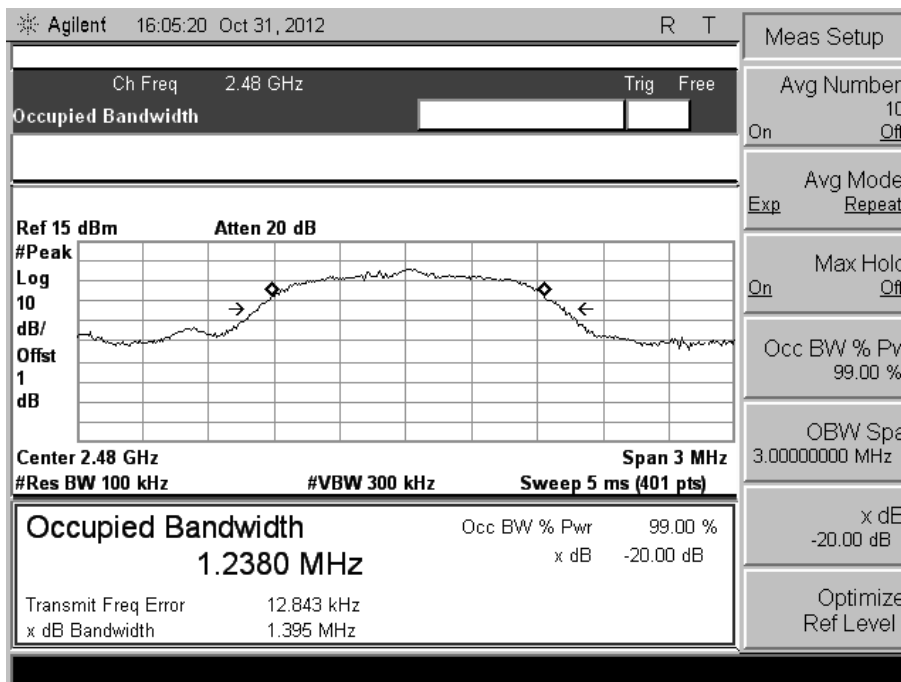 Agilent 16:05:20 Oct 31, 2012 R T
Ch Freq 2.48 GHz Trig Free
Occupied Bandwidth
Ref 15 dBm Atten 20 dB
#Peak
Log
10
dB/
Offst
1
dB
Center 2.48 GHz Span 3 MHz
#Res BW 100 kHz #VBW 300 kHz Sweep 5 ms (401 pts)
Occupied Bandwidth
1.2380 MHz
Occ BW % Pwr 99.00 %
x dB -20.00 dB
Transmit Freq Error 12.843 kHz
x dB Bandwidth 1.395 MHz
Meas Setup
Avg Number
10
On Off
Avg Mode
Exp Repeat
Max Hold
On Off
Occ BW % Pw
99.00 %
OBW Spa
3.00000000 MHz
x dB
-20.00 dB
Optimize
Ref Level